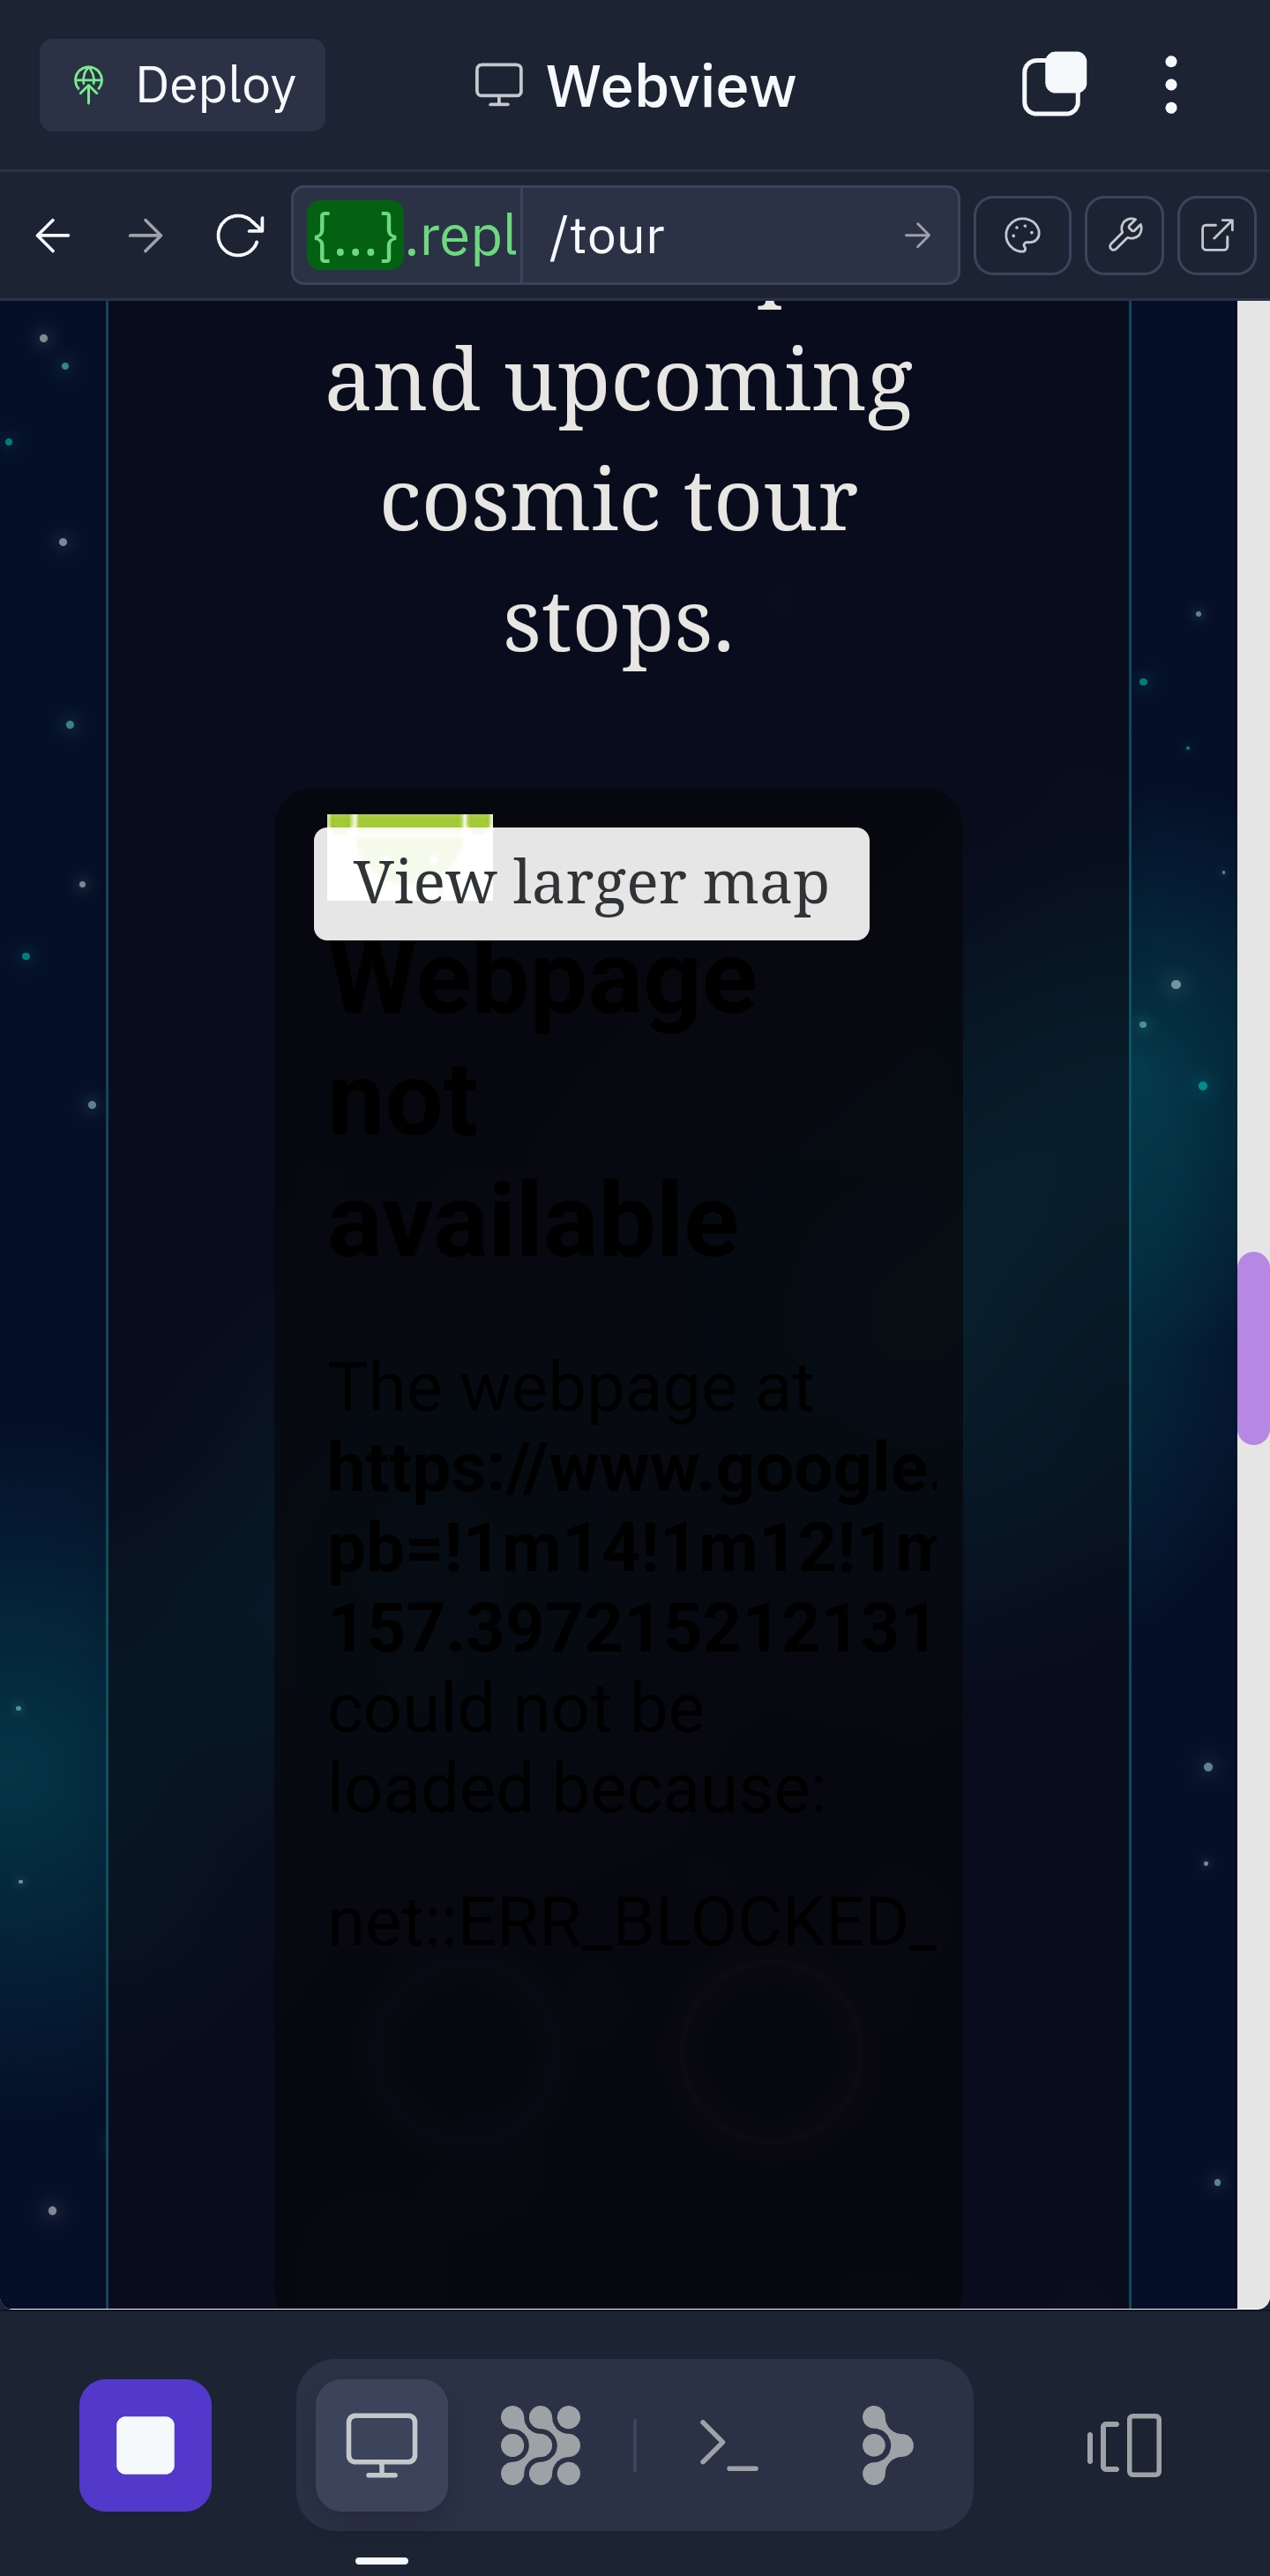 Deploy
Webview
{...}.repl
/tour
and upcoming
cosmic tour
stops.
View larger map
Webpage
not
available
The webpage at
https://www.google.
pb=!1m14!1m12!1m
157.397215212131
could not be
loaded because:
net::ERR_BLOCKED_